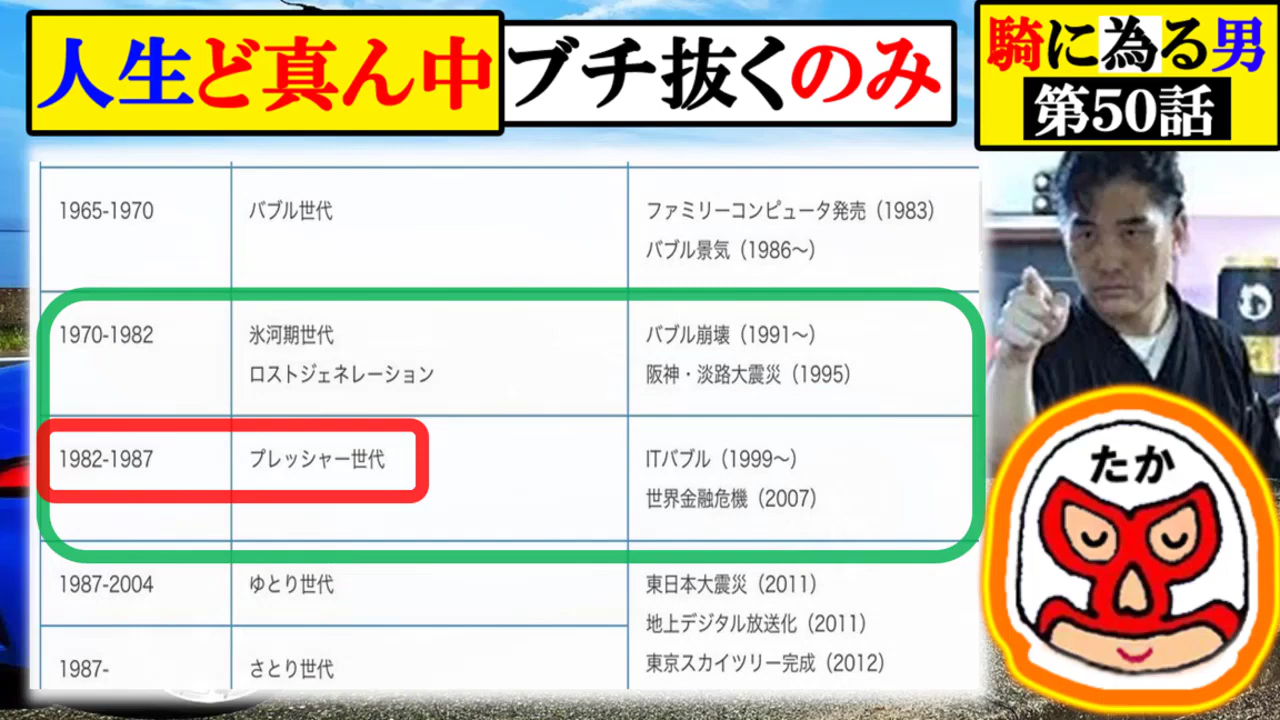 人生ど真ん中ブチ抜くのみ
騎に為る男
第50話
1965-1970 バブル世代 ファミリーコンピュータ発売（1983）
バブル景気（1986〜）
1970-1982 氷河期世代 バブル崩壊（1991〜）
ロストジェネレーション 阪神・淡路大震災（1995）
1982-1987 プレッシャー世代 ITバブル（1999〜）
世界金融危機（2007）
1987-2004 ゆとり世代 東日本大震災（2011）
地上デジタル放送化（2011）
1987- さとり世代 東京スカイツリー完成（2012）
たか